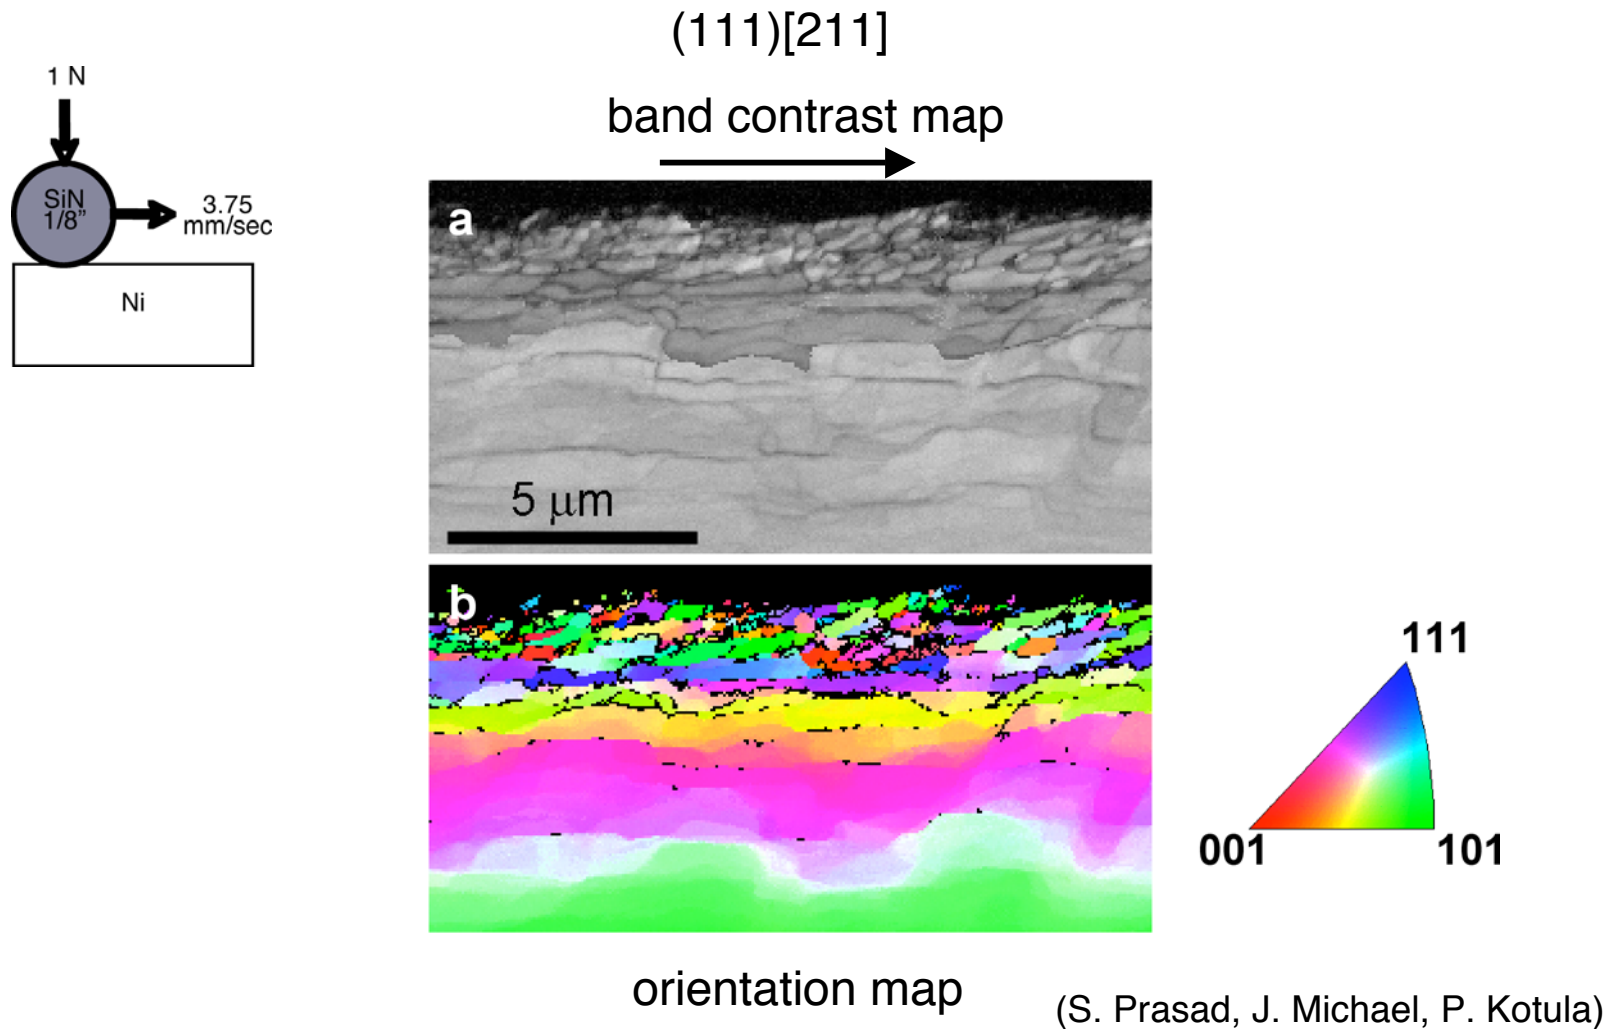 (111)[211]
band contrast map
1 N
SiN
1/8”
3.75
mm/sec
Ni
a
5 μm
b
111
001
101
orientation map
(S. Prasad, J. Michael, P. Kotula)